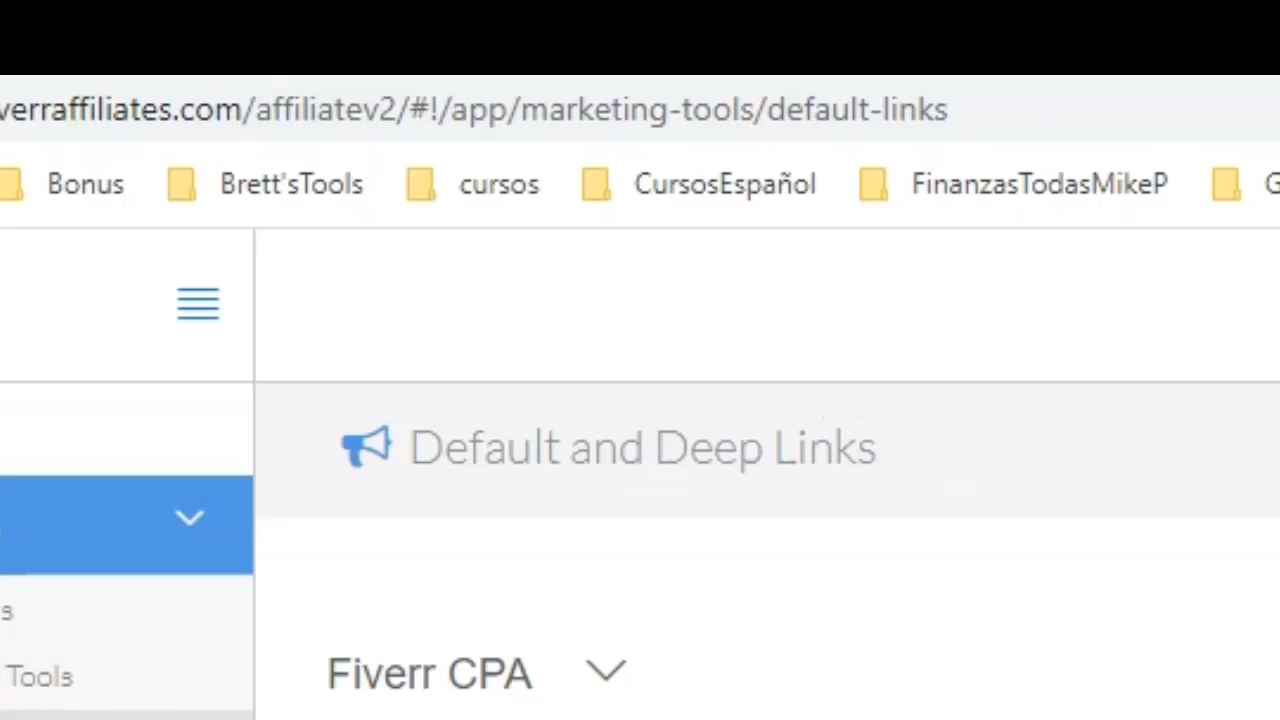 verraffiliates.com/affiliatev2/#!/app/marketing-tools/default-links
Bonus Brett'sTools cursos CursosEspañol FinanzasTodasMikeP G
Default and Deep Links
s
Tools
Fiverr CPA